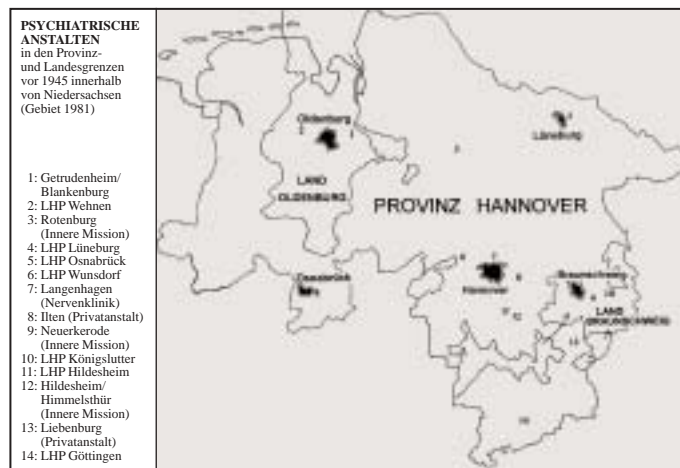 PSYCHIATRISCHE
ANSTALTEN
in den Provinz-
und Landesgrenzen
vor 1945 innerhalb
von Niedersachsen
(Gebiet 1981)
1: Getrudenheim/
Blankenburg
2: LHP Wehnen
3: Rotenburg
(Innere Mission)
4: LHP Lüneburg
5: LHP Osnabrück
6: LHP Wunsdorf
7: Langenhagen
(Nervenklinik)
8: Ilten (Privatanstalt)
9: Neuerkerode
(Innere Mission)
10: LHP Königslutter
11: LHP Hildesheim
12: Hildesheim/
Himmelsthür
(Innere Mission)
13: Liebenburg
(Privatanstalt)
14: LHP Göttingen
Oldenburg
Lüneburg
LAND
OLDENBURG
PROVINZ HANNOVER
Osnabrück
Hannover
Braunschweig
LAND
BRAUNSCHWEIG
12
13